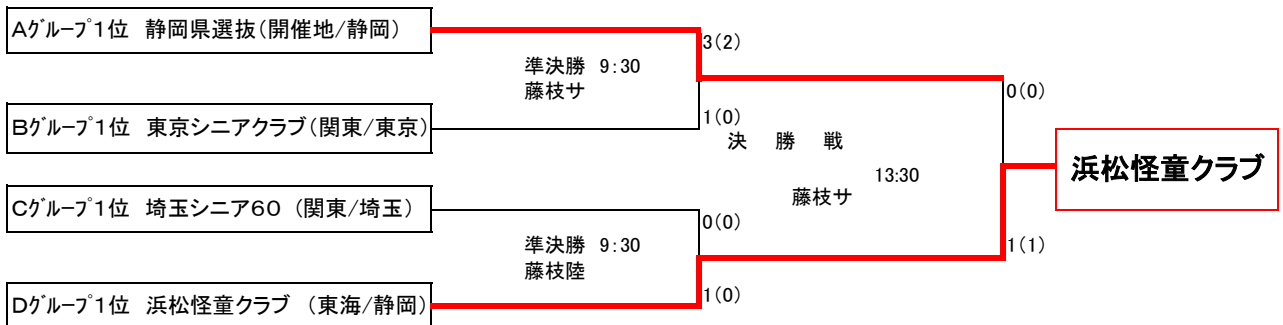 Aｸﾞﾙｰﾌﾟ1位　静岡県選抜(開催地/静岡)
3(2)
準決勝　9:30
藤枝サ
0(0)
Bｸﾞﾙｰﾌﾟ1位　東京シニアクラブ(関東/東京)
1(0)
決　勝　戦
13:30
藤枝サ
浜松怪童クラブ
Cｸﾞﾙｰﾌﾟ1位　埼玉シニア60　(関東/埼玉)
0(0)
準決勝　9:30
藤枝陸
1(1)
Dｸﾞﾙｰﾌﾟ1位　浜松怪童クラブ　(東海/静岡)
1(0)